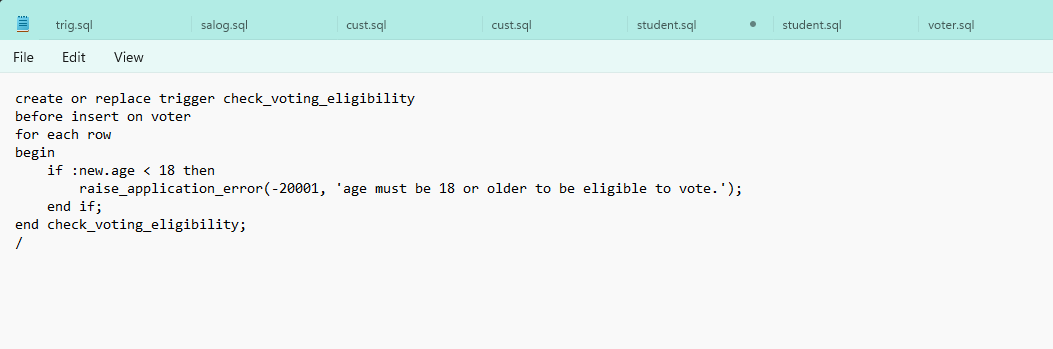 trig.sql salog.sql cust.sql cust.sql student.sql student.sql voter.sql
File Edit View
create or replace trigger check_voting_eligibility
before insert on voter
for each row
begin
    if :new.age < 18 then
        raise_application_error(-20001, 'age must be 18 or older to be eligible to vote.');
    end if;
end check_voting_eligibility;
/